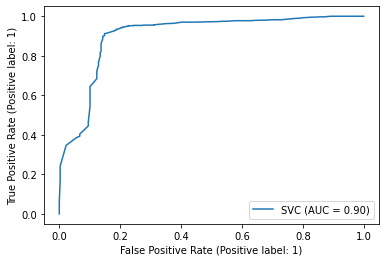 True Positive Rate (Positive label: 1)
1.0
0.8
0.6
0.4
0.2
0.0
SVC (AUC = 0.90)
0.0 0.2 0.4 0.6 0.8 1.0
False Positive Rate (Positive label: 1)